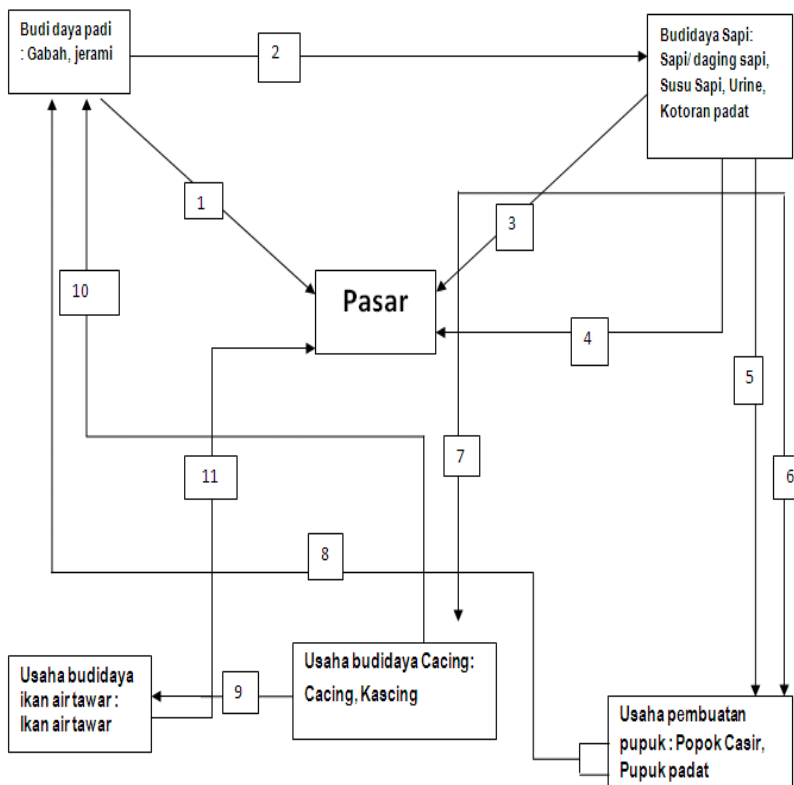 Budi daya padi
: Gabah, jerami
2
Budidaya Sapi:
Sapi/ daging sapi,
Susu Sapi, Urine,
Kotoran padat
1
3
10
Pasar
4
5
11
7
6
8
Usaha budidaya
ikan air tawar :
Ikan air tawar
9
Usaha budidaya Cacing:
Cacing, Kascing
Usaha pembuatan
pupuk : Popok Casir,
Pupuk padat